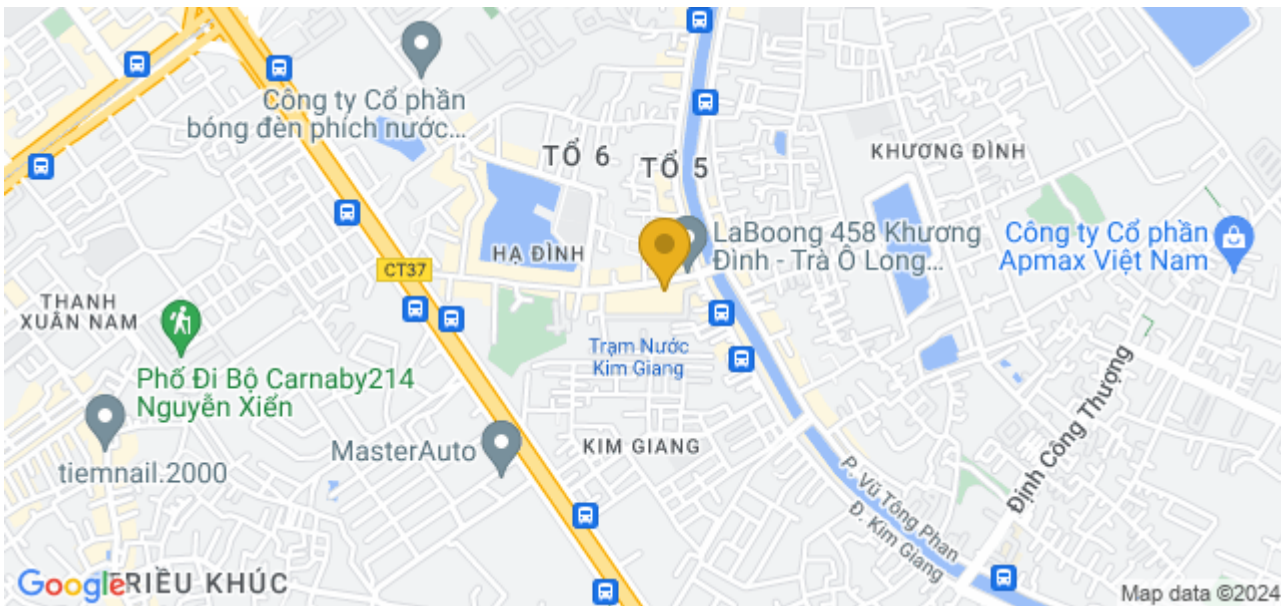 Công ty Cổ phần
bóng đèn phích nước...
TỔ 6
TỔ 5
KHƯƠNG ĐÌNH
LaBoong 458 Khương
Đình - Trà Ô Long...
Công ty Cổ phần
Apmax Việt Nam
HẠ ĐÌNH
CT37
THANH
XUÂN NAM
Trạm Nước
Kim Giang
Phố Đi Bộ Carnaby214
Nguyễn Xiển
MasterAuto
KIM GIANG
tiemnail.2000
Định Công Thượng
P. Vũ Tông Phan
Đ. Kim Giang
Google
TRIỀU KHÚC
Map data ©2024